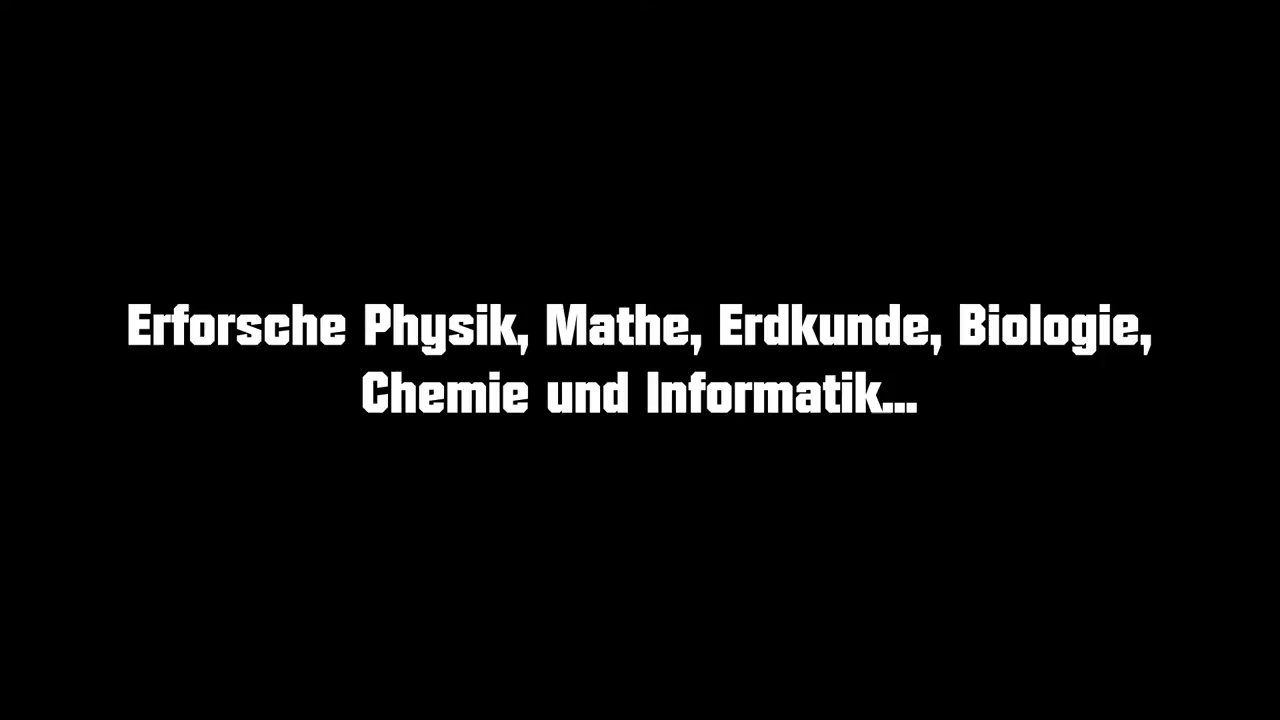 Erforsche Physik, Mathe, Erdkunde, Biologie,
Chemie und Informatik...